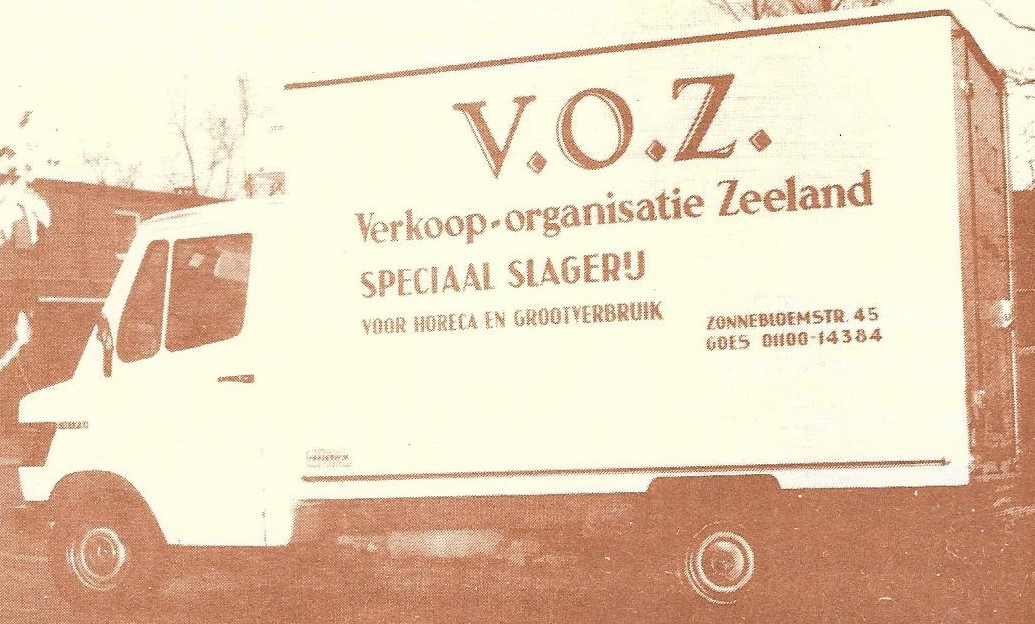 V.O.Z.
Verkoop-organisatie Zeeland
SPECIAAL SLAGERIJ
VOOR HORECA EN GROOTVERBRUIK
ZONNEBLOEMSTR. 45
GOES 01100-14384